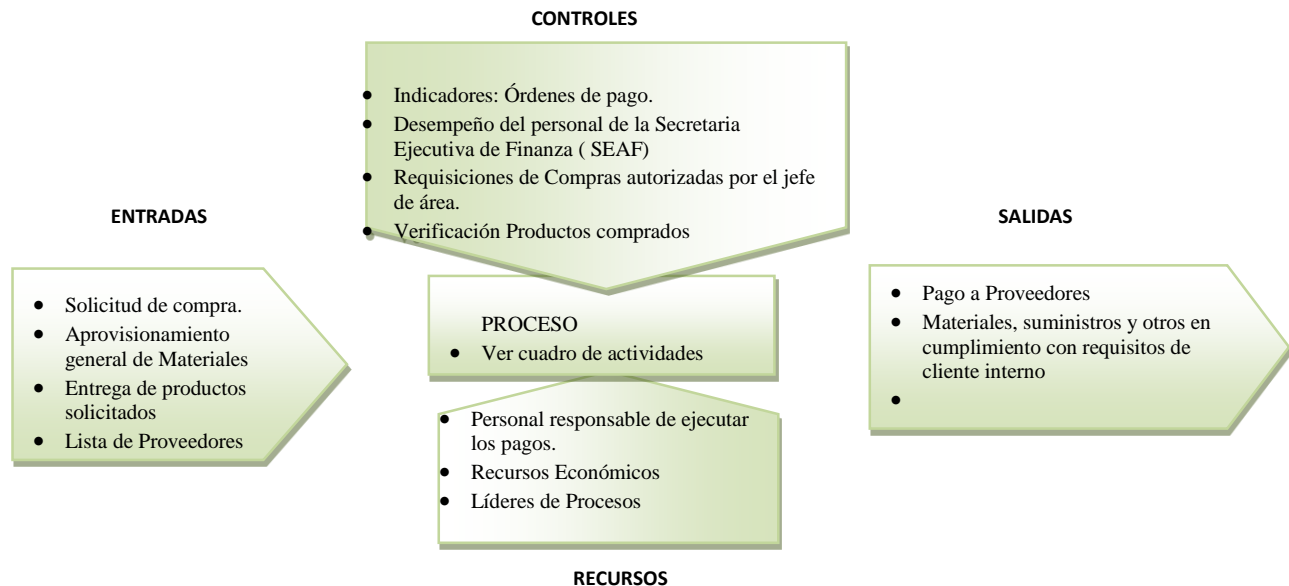 CONTROLES
• Indicadores: Órdenes de pago.
• Desempeño del personal de la Secretaria
Ejecutiva de Finanza ( SEAF)
• Requisiciones de Compras autorizadas por el jefe
de área.
• Verificación Productos comprados
ENTRADAS
• Solicitud de compra.
• Aprovisionamiento
general de Materiales
• Entrega de productos
solicitados
• Lista de Proveedores
PROCESO
• Ver cuadro de actividades
SALIDAS
• Pago a Proveedores
• Materiales, suministros y otros en
cumplimiento con requisitos de
cliente interno
•
• Personal responsable de ejecutar
los pagos.
• Recursos Económicos
• Líderes de Procesos
RECURSOS